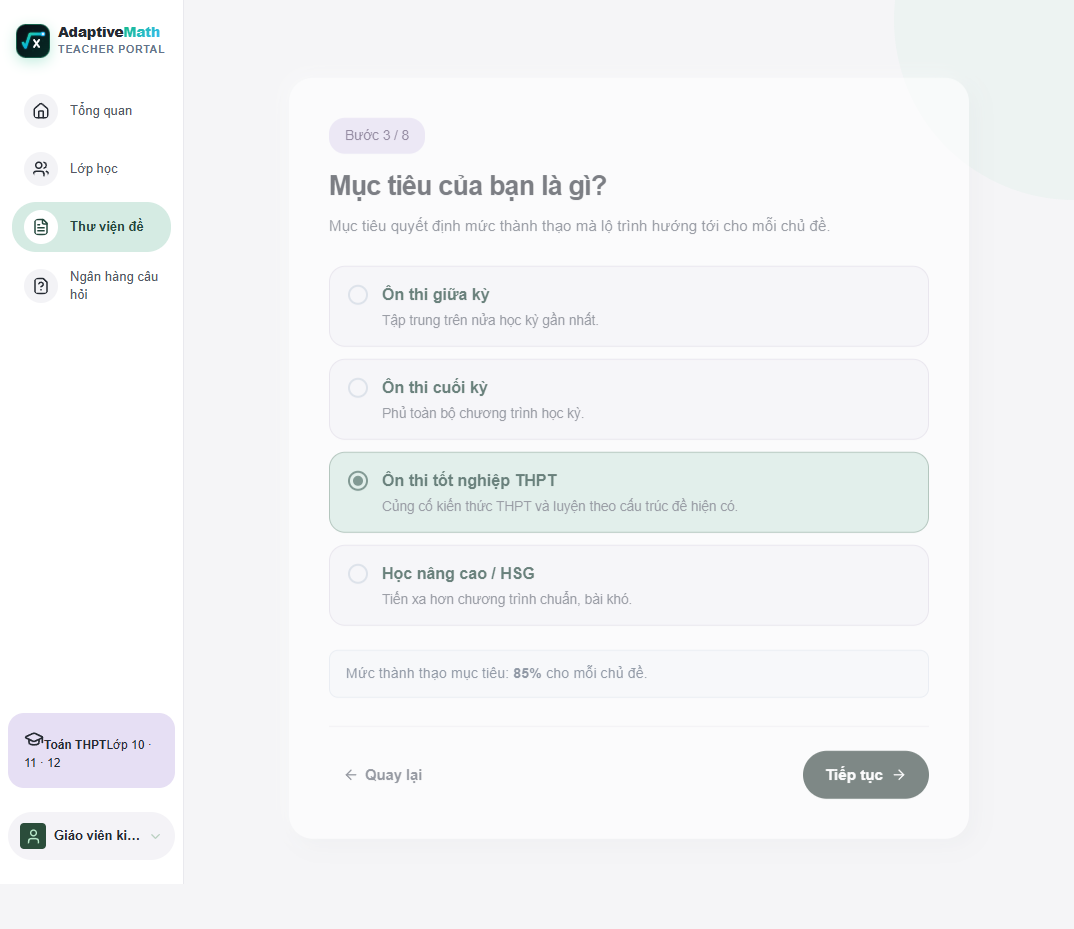 AdaptiveMath
TEACHER PORTAL
Tổng quan
Lớp học
Thư viện đề
Ngân hàng câu
hỏi
Toán THPTLớp 10 ·
11 · 12
Giáo viên ki...
Bước 3 / 8
Mục tiêu của bạn là gì?
Mục tiêu quyết định mức thành thạo mà lộ trình hướng tới cho mỗi chủ đề.
Ôn thi giữa kỳ
Tập trung trên nửa học kỳ gần nhất.
Ôn thi cuối kỳ
Phủ toàn bộ chương trình học kỳ.
Ôn thi tốt nghiệp THPT
Củng cố kiến thức THPT và luyện theo cấu trúc đề hiện có.
Học nâng cao / HSG
Tiến xa hơn chương trình chuẩn, bài khó.
Mức thành thạo mục tiêu: 85% cho mỗi chủ đề.
← Quay lại
Tiếp tục →